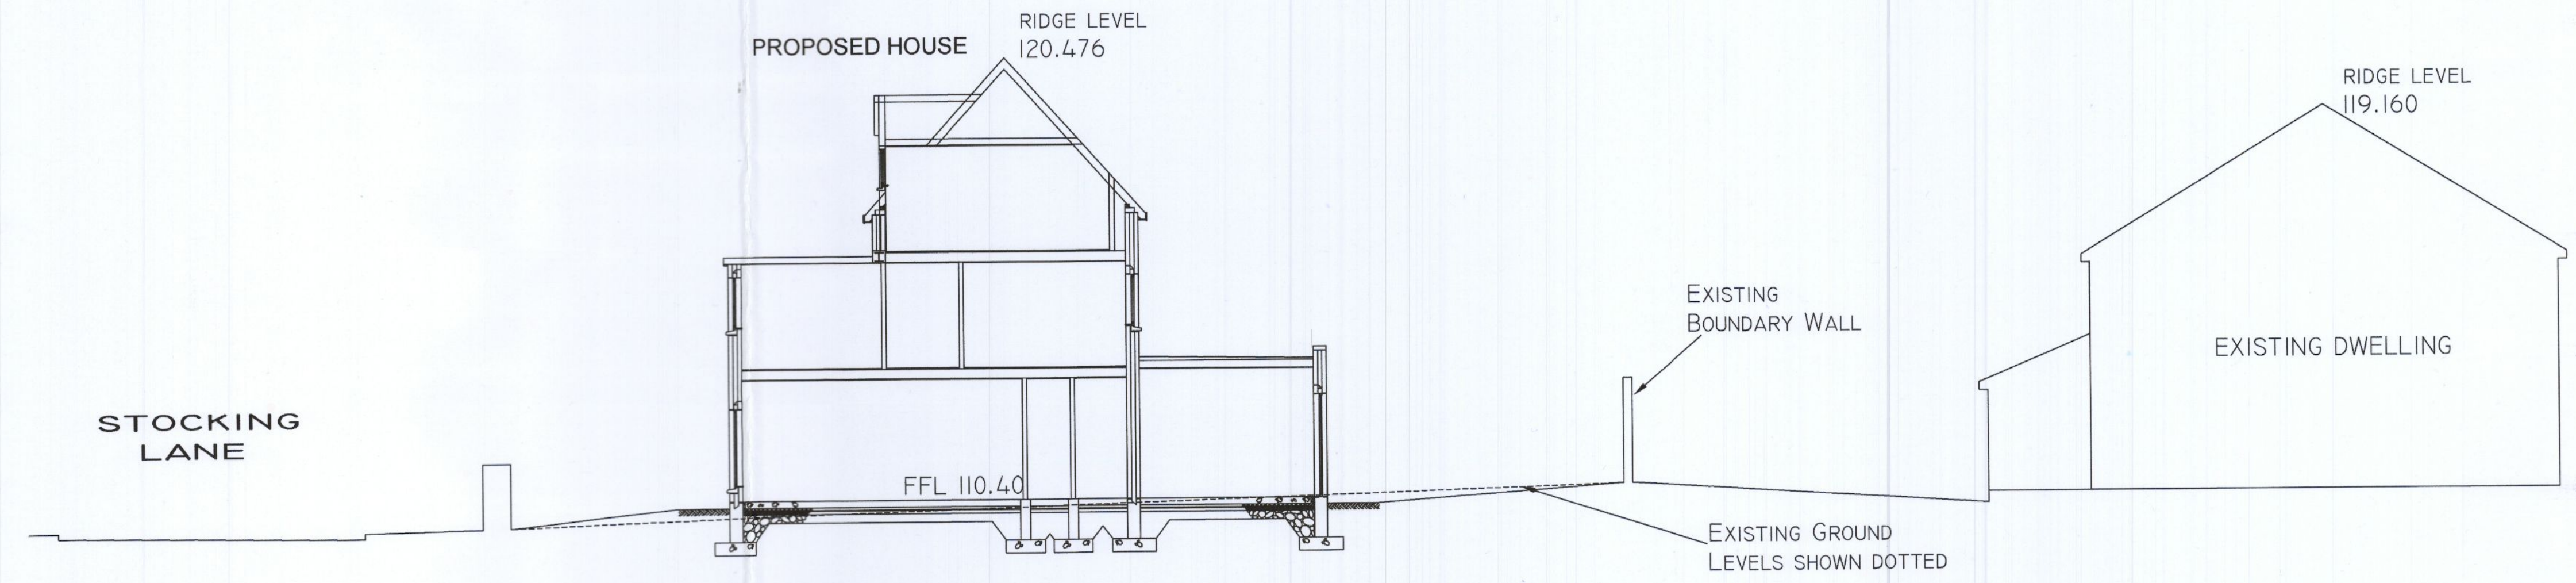 PROPOSED HOUSE
RIDGE LEVEL
120.476
RIDGE LEVEL
119.160
EXISTING
BOUNDARY WALL
EXISTING DWELLING
STOCKING
LANE
FFL 110.40
EXISTING GROUND
LEVELS SHOWN DOTTED